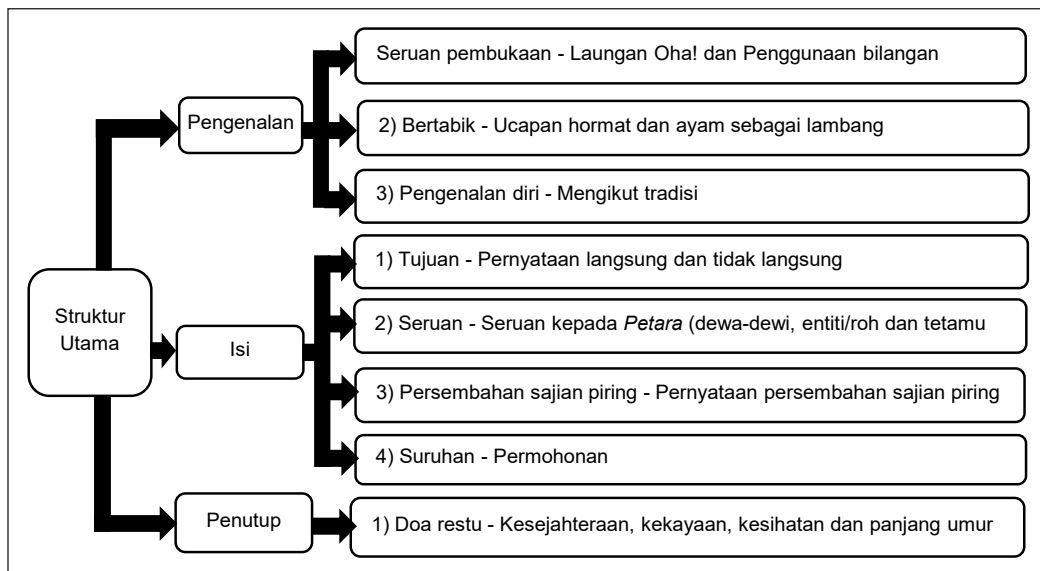 Struktur
Utama
Pengenalan
Seruan pembukaan - Laungan Oha! dan Penggunaan bilangan
2) Bertabik - Ucapan hormat dan ayam sebagai lambang
3) Pengenalan diri - Mengikut tradisi
Isi
1) Tujuan - Pernyataan langsung dan tidak langsung
2) Seruan - Seruan kepada Petara (dewa-dewi, entiti/roh dan tetamu
3) Persembahan sajian piring - Pernyataan persembahan sajian piring
4) Suruhan - Permohonan
Penutup
1) Doa restu - Kesejahteraan, kekayaan, kesihatan dan panjang umur